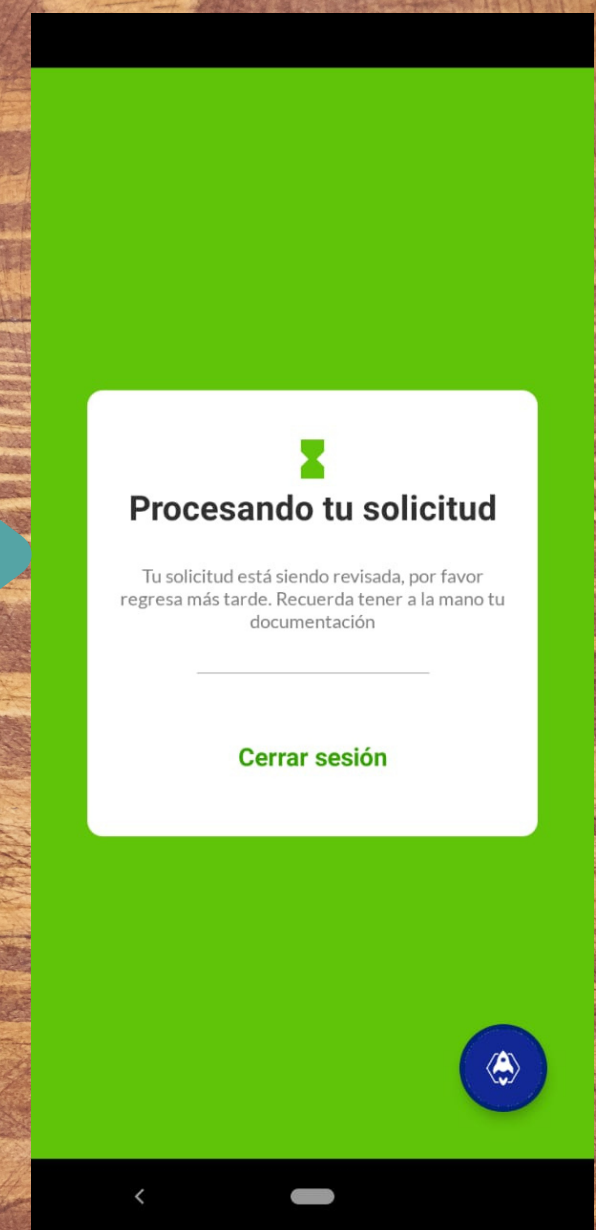 Procesando tu solicitud
Tu solicitud está siendo revisada, por favor
regresa más tarde. Recuerda tener a la mano tu
documentación
Cerrar sesión